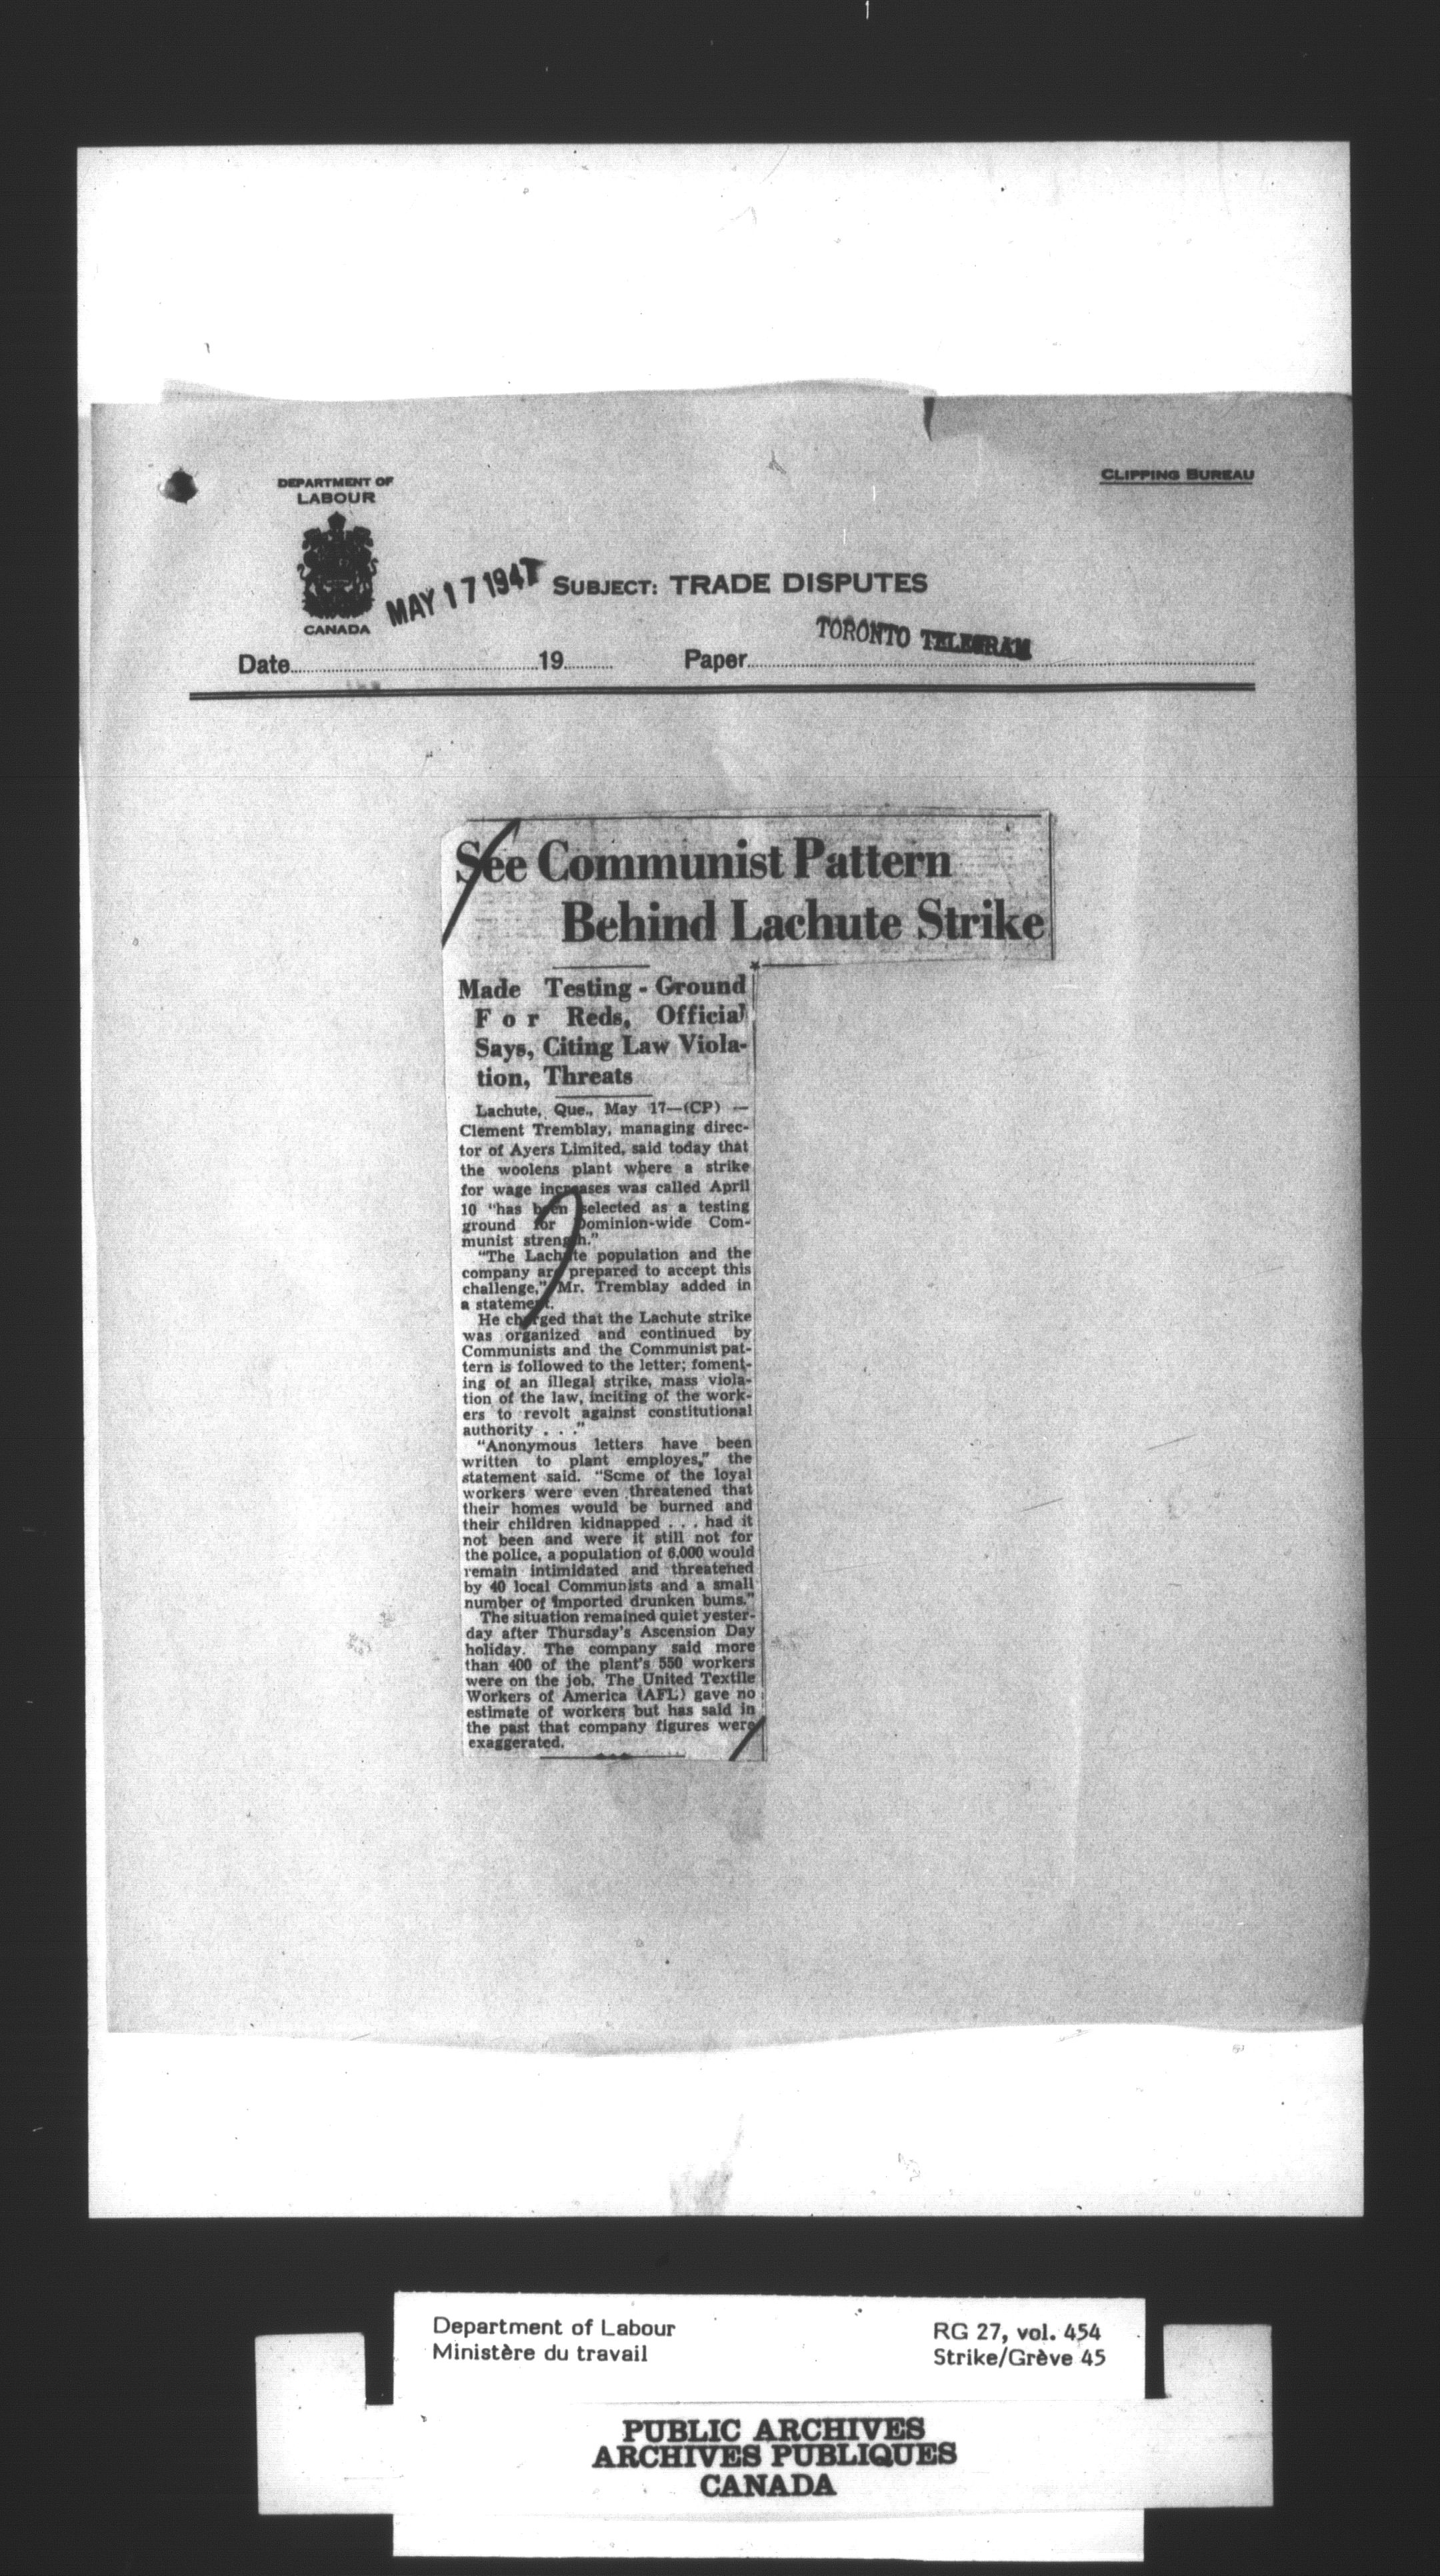 DEPARTMENT OF
LABOUR
CANADA
CLIPPING BUREAU
MAY 17 1947
SUBJECT: TRADE DISPUTES
TORONTO TELEGRAM
Date 19 Paper
See Communist Pattern
Behind Lachute Strike
Made Testing-Ground
For Reds, Official
Says, Citing Law Viola-
tion, Threats
Lachute, Que., May 17—(CP) —
Clement Tremblay, managing direc-
tor of Ayers Limited, said today that
the woolens plant where a strike
for wage increases was called April
10 "has been selected as a testing
ground for Dominion-wide Com-
munist strength."
"The Lachute population and the
company are prepared to accept this
challenge," Mr. Tremblay added in
a statement.
He charged that the Lachute strike
was organized and continued by
Communists and the Communist pat-
tern is followed to the letter; foment-
ing of an illegal strike, mass viola-
tion of the law, inciting of the work-
ers to revolt against constitutional
authority . . ."
"Anonymous letters have been
written to plant employes," the
statement said. "Some of the loyal
workers were even threatened that
their homes would be burned and
their children kidnapped . . . had it
not been and were it still not for
the police, a population of 6,000 would
remain intimidated and threatened
by 40 local Communists and a small
number of imported drunken bums."
The situation remained quiet yester-
day after Thursday's Ascension Day
holiday. The company said more
than 400 of the plant's 550 workers
were on the job. The United Textile
Workers of America (AFL) gave no
estimate of workers but has said in
the past that company figures were
exaggerated.
Department of Labour
Ministère du travail
RG 27, vol. 454
Strike/Grève 45
PUBLIC ARCHIVES
ARCHIVES PUBLIQUES
CANADA